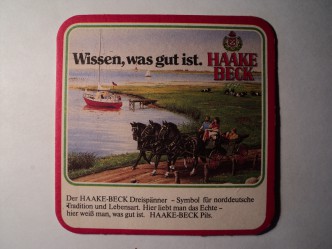 Wissen, was gut ist. HAAKE
BECK
Der HAAKE-BECK Dreispänner – Symbol für norddeutsche
Tradition und Lebensart. Hier liebt man das Echte –
hier weiß man, was gut ist. HAAKE-BECK Pils.